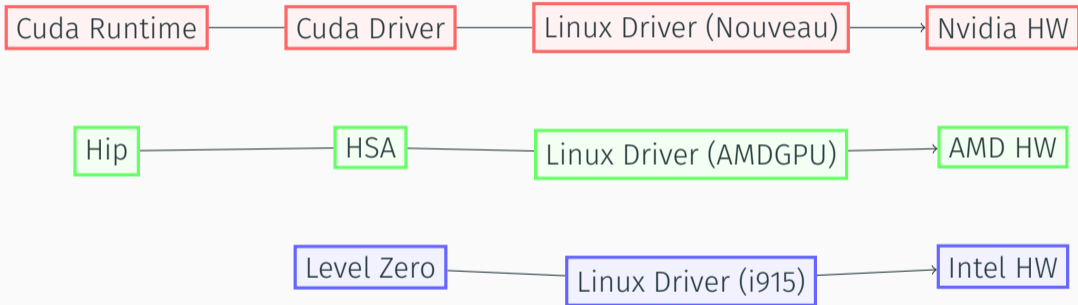 Cuda Runtime
Cuda Driver
Linux Driver (Nouveau)
Nvidia HW
Hip
HSA
Linux Driver (AMDGPU)
AMD HW
Level Zero
Linux Driver (i915)
Intel HW